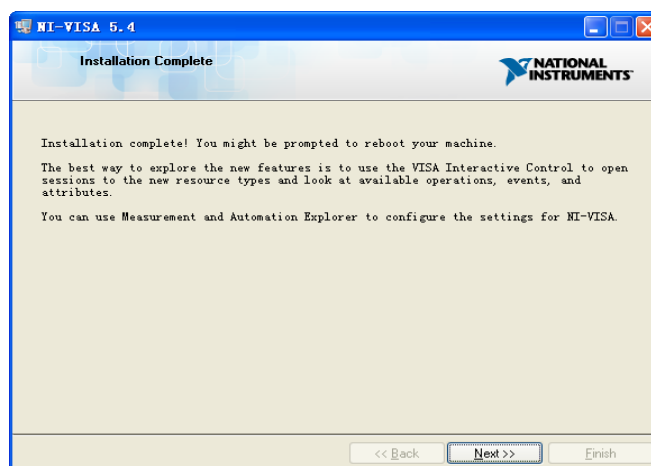 NI-VISA 5.4
Installation Complete
NATIONAL
INSTRUMENTS™
Installation complete! You might be prompted to reboot your machine.
The best way to explore the new features is to use the VISA Interactive Control to open
sessions to the new resource types and look at available operations, events, and
attributes.
You can use Measurement and Automation Explorer to configure the settings for NI-VISA.
<< Back
Next >>
Finish